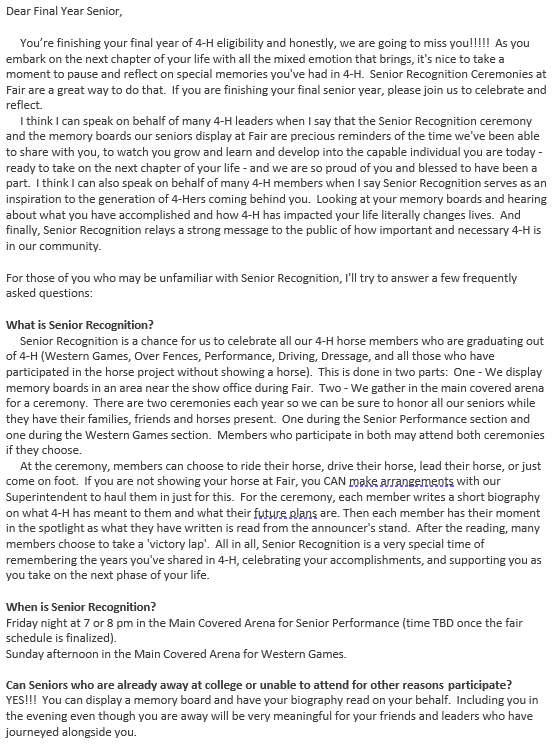 Dear Final Year Senior,
You're finishing your final year of 4-H eligibility and honestly, we are going to miss you!!!!! As you
embark on the next chapter of your life with all the mixed emotion that brings, it's nice to take a
moment to pause and reflect on special memories you've had in 4-H. Senior Recognition Ceremonies at
Fair are a great way to do that. If you are finishing your final senior year, please join us to celebrate and
reflect.
I think I can speak on behalf of many 4-H leaders when I say that the Senior Recognition ceremony
and the memory boards our seniors display at Fair are precious reminders of the time we've been able
to share with you, to watch you grow and learn and develop into the capable individual you are today -
ready to take on the next chapter of your life - and we are so proud of you and blessed to have been a
part. I think I can also speak on behalf of many 4-H members when I say Senior Recognition serves as an
inspiration to the generation of 4-Hers coming behind you. Looking at your memory boards and hearing
about what you have accomplished and how 4-H has impacted your life literally changes lives. And
finally, Senior Recognition relays a strong message to the public of how important and necessary 4-H is
in our community.
For those of you who may be unfamiliar with Senior Recognition, I'll try to answer a few frequently
asked questions:
What is Senior Recognition?
Senior Recognition is a chance for us to celebrate all our 4-H horse members who are graduating out
of 4-H (Western Games, Over Fences, Performance, Driving, Dressage, and all those who have
participated in the horse project without showing a horse). This is done in two parts: One - We display
memory boards in an area near the show office during Fair. Two - We gather in the main covered arena
for a ceremony. There are two ceremonies each year so we can be sure to honor all our seniors while
they have their families, friends and horses present. One during the Senior Performance section and
one during the Western Games section. Members who participate in both may attend both ceremonies
if they choose.
At the ceremony, members can choose to ride their horse, drive their horse, lead their horse, or just
come on foot. If you are not showing your horse at Fair, you CAN make arrangements with our
Superintendent to haul them in just for this. For the ceremony, each member writes a short biography
on what 4-H has meant to them and what their future plans are. Then each member has their moment
in the spotlight as what they have written is read from the announcer's stand. After the reading, many
members choose to take a 'victory lap'. All in all, Senior Recognition is a very special time of
remembering the years you've shared in 4-H, celebrating your accomplishments, and supporting you as
you take on the next phase of your life.
When is Senior Recognition?
Friday night at 7 or 8 pm in the Main Covered Arena for Senior Performance (time TBD once the fair
schedule is finalized).
Sunday afternoon in the Main Covered Arena for Western Games.
Can Seniors who are already away at college or unable to attend for other reasons participate?
YES!!! You can display a memory board and have your biography read on your behalf. Including you in
the evening even though you are away will be very meaningful for your friends and leaders who have
journeyed alongside you.